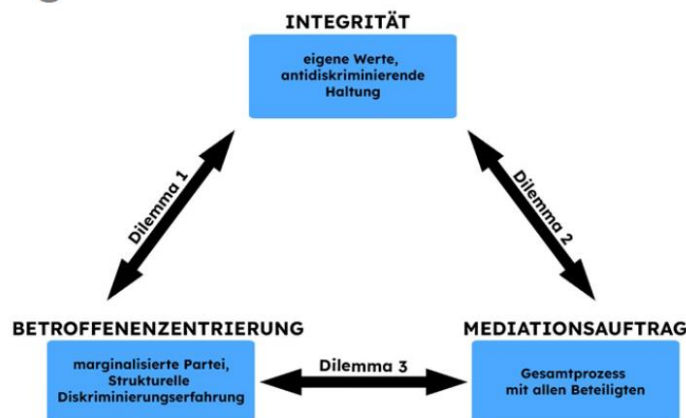 INTEGRITÄT
eigene Werte,
antidiskriminierende
Haltung
Dilemma 1
Dilemma 2
BETROFFENENZENTRIERUNG
marginalisierte Partei,
Strukturelle
Diskriminierungserfahrung
Dilemma 3
MEDIATIONSAUFTRAG
Gesamtprozess
mit allen Beteiligten